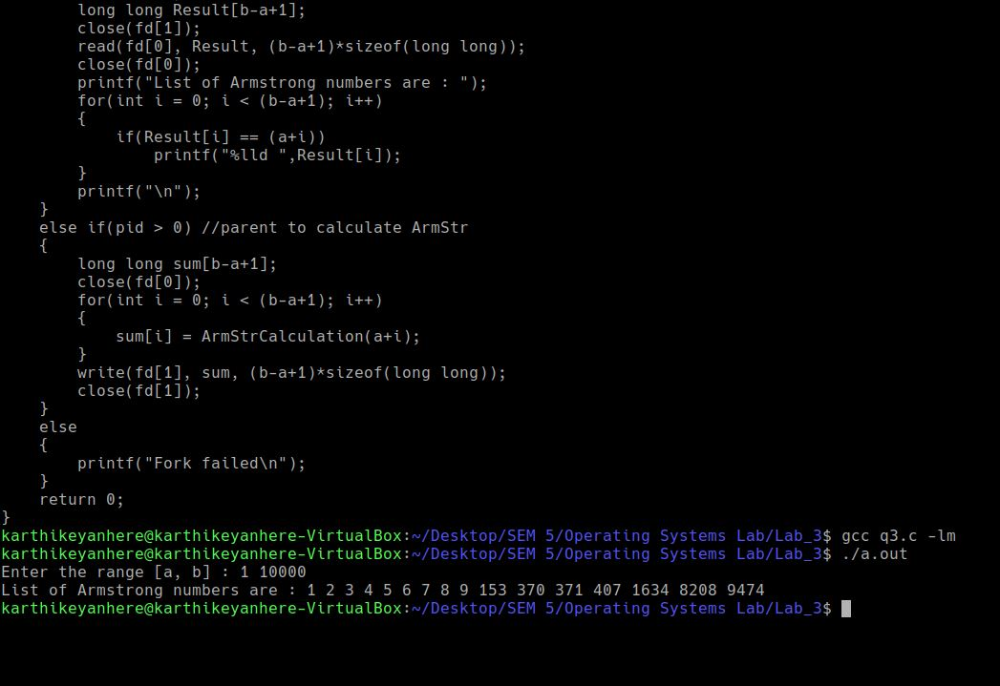 long long Result[b-a+1];
        close(fd[1]);
        read(fd[0], Result, (b-a+1)*sizeof(long long));
        close(fd[0]);
        printf("List of Armstrong numbers are : ");
        for(int i = 0; i < (b-a+1); i++)
        {
            if(Result[i] == (a+i))
                printf("%lld ",Result[i]);
        }
        printf("\n");
    }
    else if(pid > 0) //parent to calculate ArmStr
    {
        long long sum[b-a+1];
        close(fd[0]);
        for(int i = 0; i < (b-a+1); i++)
        {
            sum[i] = ArmStrCalculation(a+i);
        }
        write(fd[1], sum, (b-a+1)*sizeof(long long));
        close(fd[1]);
    }
    else
    {
        printf("Fork failed\n");
    }
    return 0;
}
karthikeyanhere@karthikeyanhere-VirtualBox:~/Desktop/SEM 5/Operating Systems Lab/Lab_3$ gcc q3.c -lm
karthikeyanhere@karthikeyanhere-VirtualBox:~/Desktop/SEM 5/Operating Systems Lab/Lab_3$ ./a.out
Enter the range [a, b] : 1 10000
List of Armstrong numbers are : 1 2 3 4 5 6 7 8 9 153 370 371 407 1634 8208 9474
karthikeyanhere@karthikeyanhere-VirtualBox:~/Desktop/SEM 5/Operating Systems Lab/Lab_3$